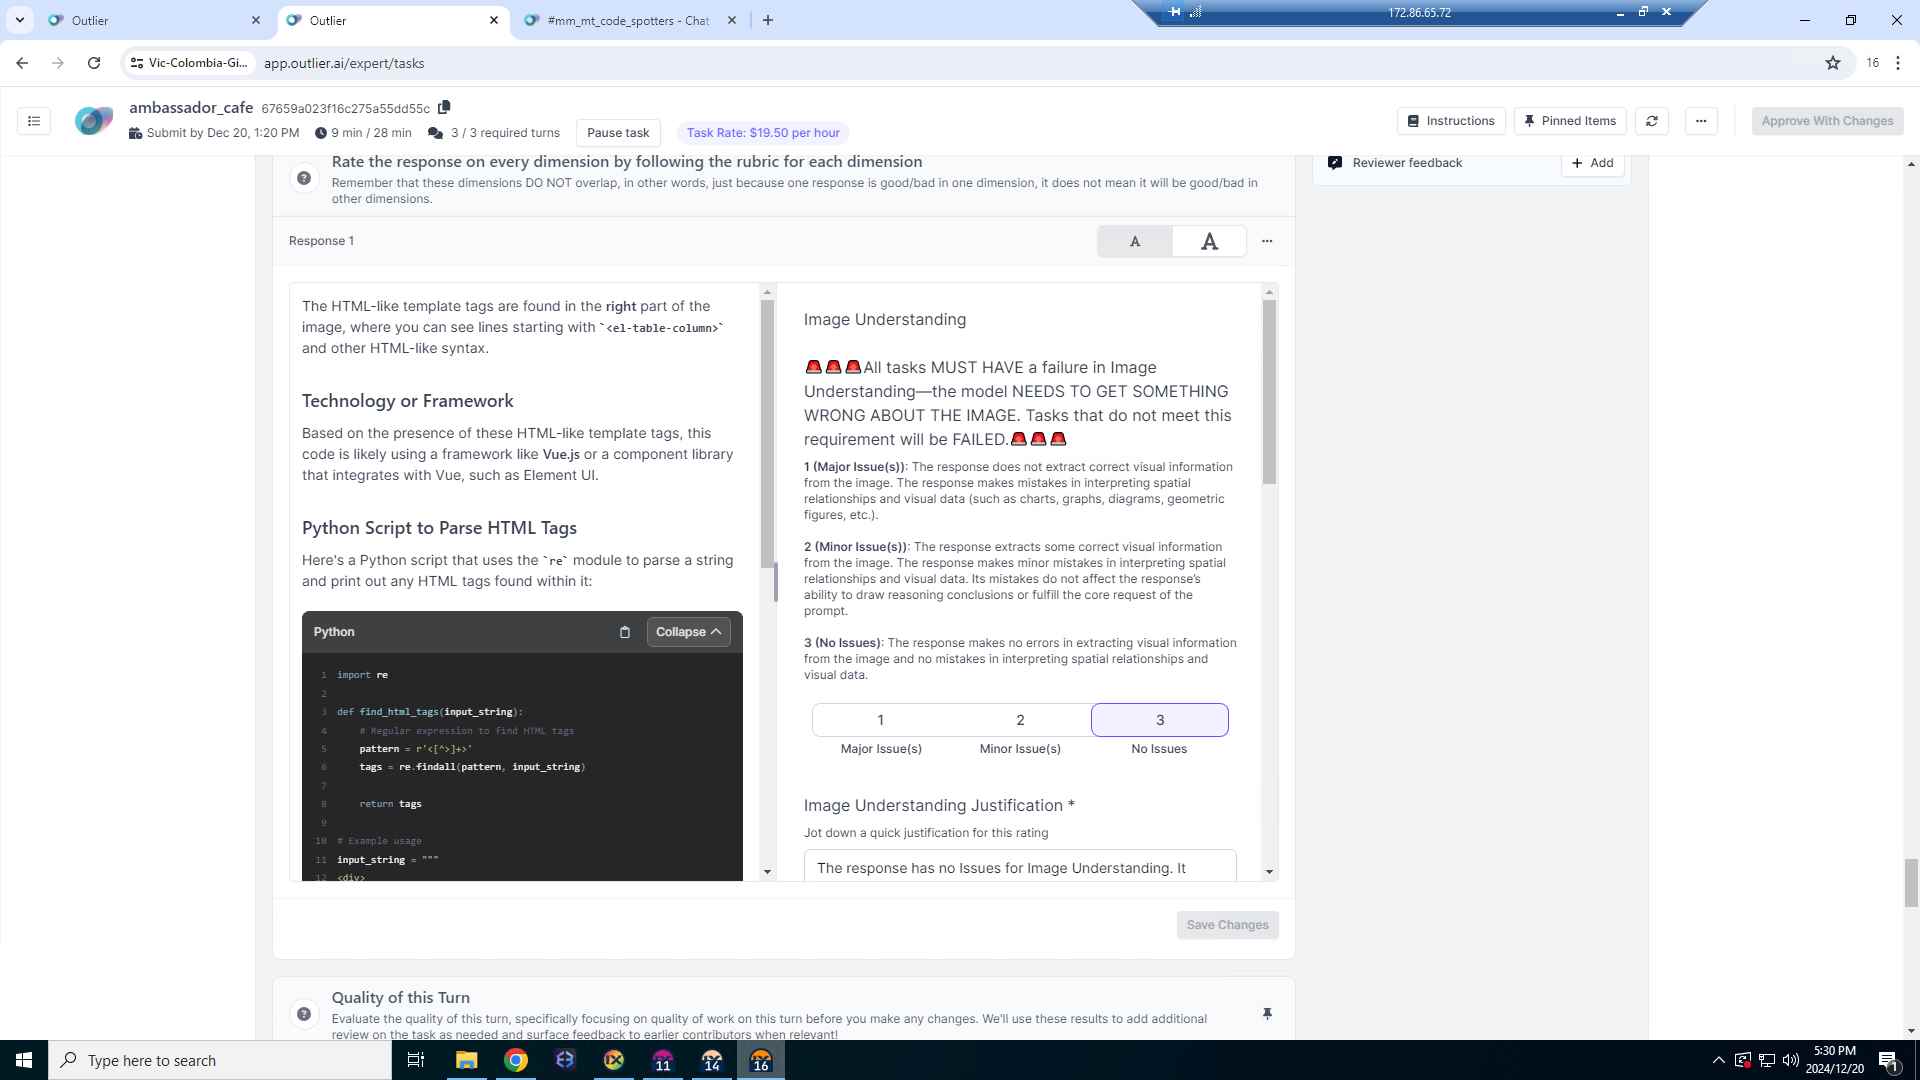 Outlier
Outlier
#mm_mt_code_spotters - Chat
172.86.65.72
Vic-Colombia-Gi...
app.outlier.ai/expert/tasks
16
ambassador_cafe 67659a023f16c275a55dd55c
Submit by Dec 20, 1:20 PM
9 min / 28 min
3 / 3 required turns
Pause task
Task Rate: $19.50 per hour
Instructions
Pinned Items
Approve With Changes
Rate the response on every dimension by following the rubric for each dimension
Remember that these dimensions DO NOT overlap, in other words, just because one response is good/bad in one dimension, it does not mean it will be good/bad in
other dimensions.
Reviewer feedback
Add
Response 1
A
A
The HTML-like template tags are found in the right part of the
image, where you can see lines starting with `<el-table-column>`
and other HTML-like syntax.
Technology or Framework
Based on the presence of these HTML-like template tags, this
code is likely using a framework like Vue.js or a component library
that integrates with Vue, such as Element UI.
Python Script to Parse HTML Tags
Here's a Python script that uses the `re` module to parse a string
and print out any HTML tags found within it:
Python
Collapse
1 import re
2
3 def find_html_tags(input_string):
4 # Regular expression to find HTML tags
5 pattern = r'<[^>]+>'
6 tags = re.findall(pattern, input_string)
7
8 return tags
9
10 # Example usage
11 input_string = """
12 <div>
Image Understanding
🚨🚨🚨All tasks MUST HAVE a failure in Image
Understanding—the model NEEDS TO GET SOMETHING
WRONG ABOUT THE IMAGE. Tasks that do not meet this
requirement will be FAILED.🚨🚨🚨
1 (Major Issue(s)): The response does not extract correct visual information
from the image. The response makes mistakes in interpreting spatial
relationships and visual data (such as charts, graphs, diagrams, geometric
figures, etc.).
2 (Minor Issue(s)): The response extracts some correct visual information
from the image. The response makes minor mistakes in interpreting spatial
relationships and visual data. Its mistakes do not affect the response's
ability to draw reasoning conclusions or fulfill the core request of the
prompt.
3 (No Issues): The response makes no errors in extracting visual information
from the image and no mistakes in interpreting spatial relationships and
visual data.
1
2
3
Major Issue(s)
Minor Issue(s)
No Issues
Image Understanding Justification *
Jot down a quick justification for this rating
The response has no Issues for Image Understanding. It
Save Changes
Quality of this Turn
Evaluate the quality of this turn, specifically focusing on quality of work on this turn before you make any changes. We'll use these results to add additional
review on the task as needed and surface feedback to earlier contributors when relevant!
Type here to search
11
14
16
5:30 PM
2024/12/20
1